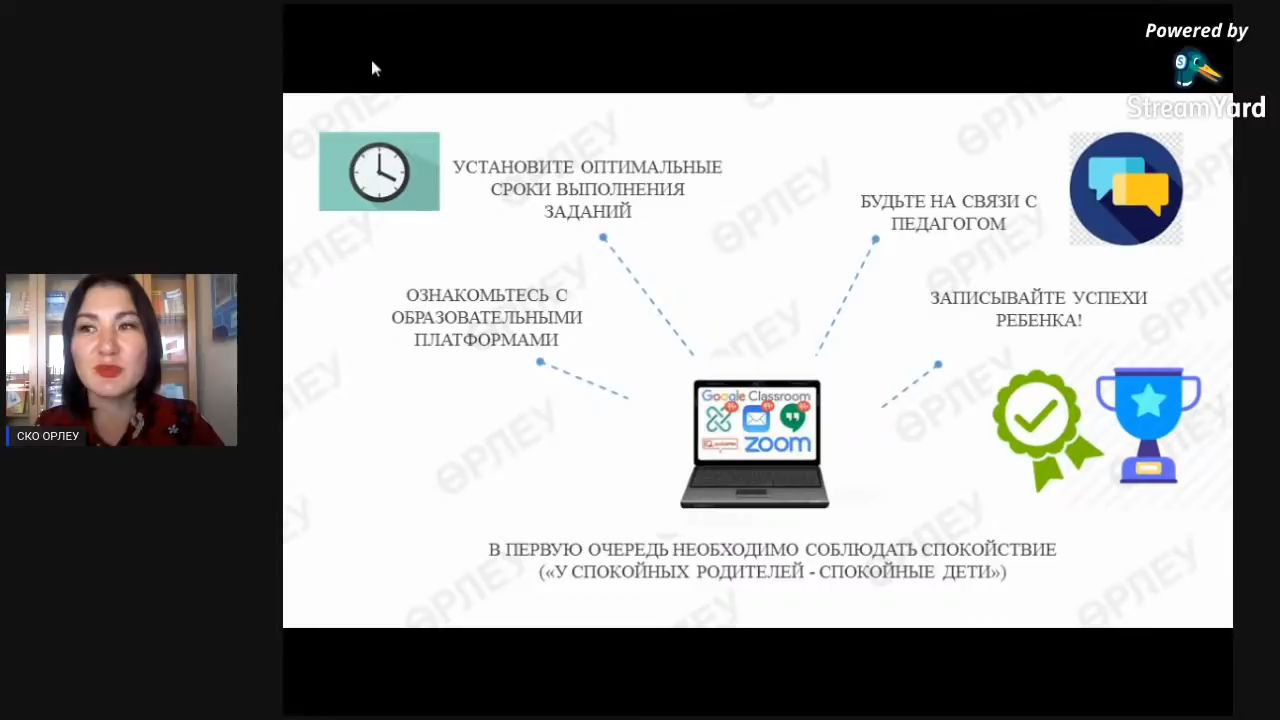 Powered by
StreamYard
УСТАНОВИТЕ ОПТИМАЛЬНЫЕ
СРОКИ ВЫПОЛНЕНИЯ
ЗАДАНИЙ
БУДЬТЕ НА СВЯЗИ С
ПЕДАГОГОМ
ОЗНАКОМЬТЕСЬ С
ОБРАЗОВАТЕЛЬНЫМИ
ПЛАТФОРМАМИ
ЗАПИСЫВАЙТЕ УСПЕХИ
РЕБЕНКА!
Google Classroom
zoom
СКО ОРЛЕУ
В ПЕРВУЮ ОЧЕРЕДЬ НЕОБХОДИМО СОБЛЮДАТЬ СПОКОЙСТВИЕ
(«У СПОКОЙНЫХ РОДИТЕЛЕЙ - СПОКОЙНЫЕ ДЕТИ»)
ӨРЛЕУ